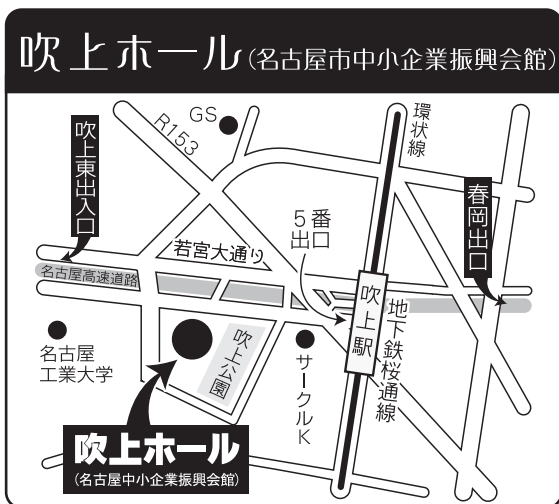 吹上ホール(名古屋市中小企業振興会館)
GS
R153
環状線
吹上東出入口
春岡出口
5番
出口
若宮大通り
名古屋高速道路
吹上駅
地下鉄桜通線
名古屋
工業大学
吹上公園
サークルK
吹上ホール
(名古屋中小企業振興会館)